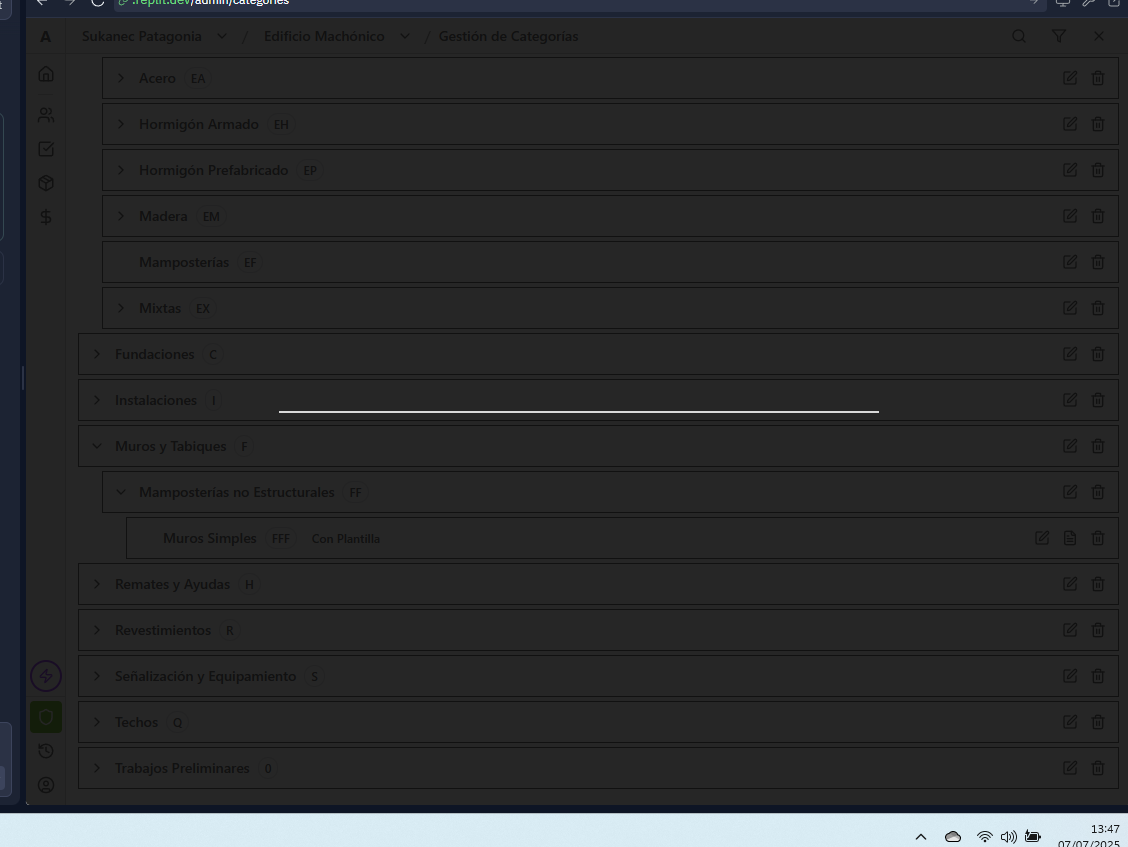 .replit.dev/admin/categories
A Sukanec Patagonia / Edificio Machónico / Gestión de Categorías
Acero EA
Hormigón Armado EH
Hormigón Prefabricado EP
Madera EM
Mamposterías EF
Mixtas EX
Fundaciones C
Instalaciones I
Muros y Tabiques F
Mamposterías no Estructurales FF
Muros Simples FFF Con Plantilla
Remates y Ayudas H
Revestimientos R
Señalización y Equipamiento S
Techos Q
Trabajos Preliminares 0
13:47
07/07/2025